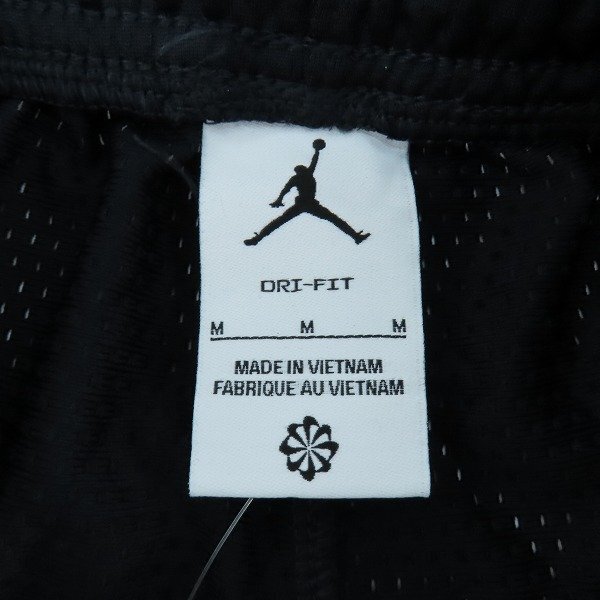 DRI-FIT
M M M
MADE IN VIETNAM
FABRIQUE AU VIETNAM